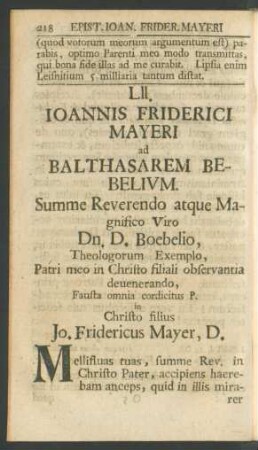 218 EPIST. IOAN. FRIDER. MAYERI
(quod votorum meorum argumentum est) pa-
rabis, optimo Parenti meo modo transmittas,
qui bona fide illas ad me curabit. Lipsia enim
Leisnitium 5. milliaria tantum distat.
LII.
IOANNIS FRIDERICI
MAYERI
ad
BALTHASAREM BE-
BELIVM.
Summe Reverendo atque Ma-
gnifico Viro
Dn. D. Boebelio,
Theologorum Exemplo,
Patri meo in Christo filiali observantia
devenerando,
Fausta omnia cordicitus P.
in
Christo filius
Jo. Fridericus Mayer, D.
Mellifluas tuas, summe Rev. in
Christo Pater, accipiens haere-
bam anceps, quid in illis mira-
rer